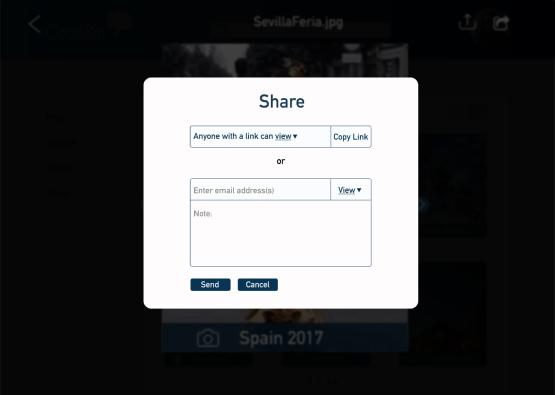 SevillaFeria.jpg
Share
Anyone with a link can view ▾ Copy Link
or
Enter email address(s) View ▾
Note:
Send Cancel
Spain 2017